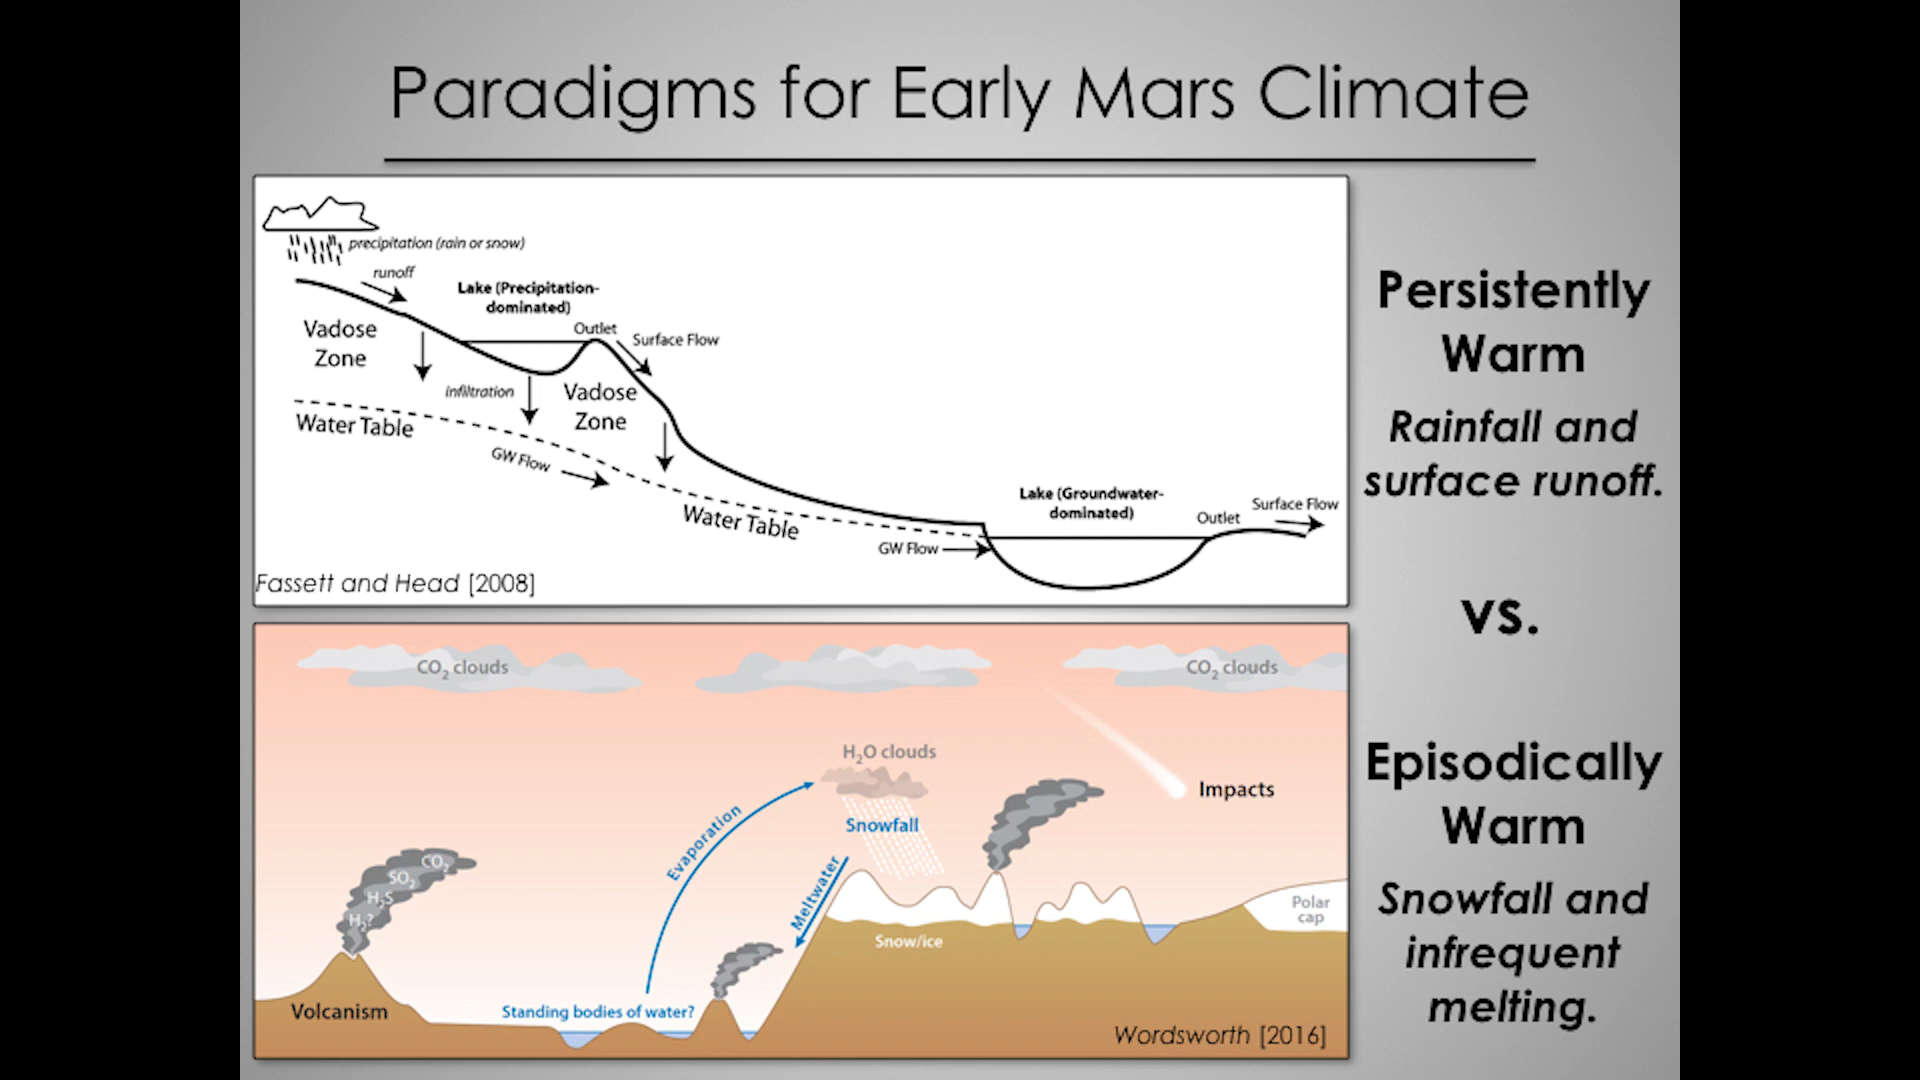 Paradigms for Early Mars Climate
precipitation (rain or snow)
runoff
Lake (Precipitation-
dominated)
Outlet
Surface Flow
Vadose
Zone
infiltration
Vadose
Zone
Water Table
GW Flow
Water Table
Lake (Groundwater-
dominated)
Outlet
Surface Flow
GW Flow
Fassett and Head [2008]
Persistently
Warm
Rainfall and
surface runoff.
vs.
CO2 clouds
CO2 clouds
H2O clouds
Impacts
Snowfall
Evaporation
Meltwater
CO2
SO2
H2S
H2?
Polar
cap
Snow/ice
Volcanism
Standing bodies of water?
Wordsworth [2016]
Episodically
Warm
Snowfall and
infrequent
melting.